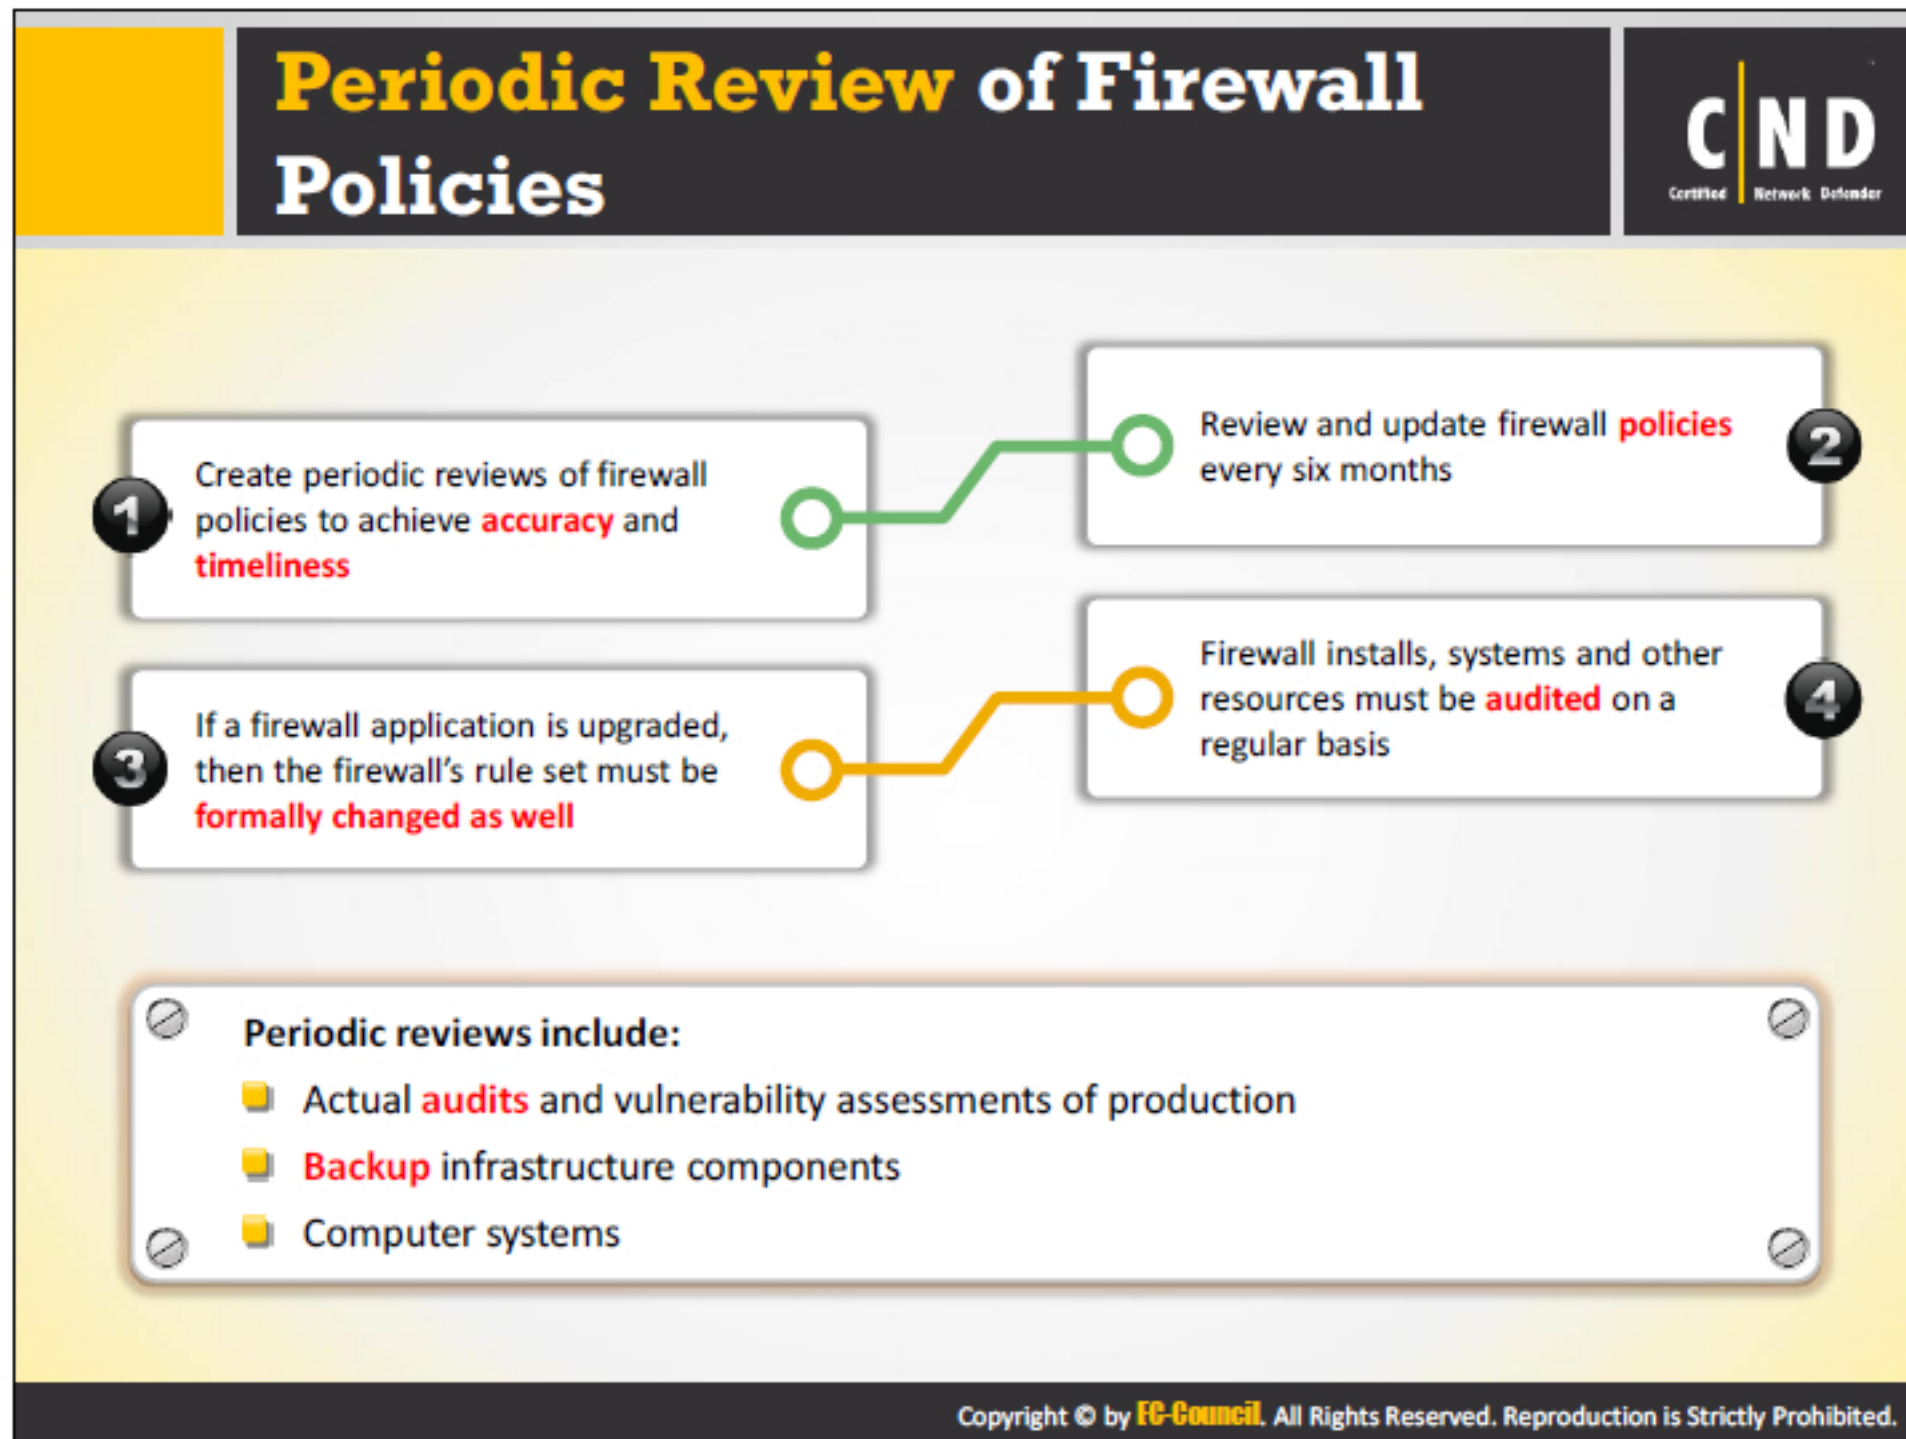 Periodic Review of Firewall
Policies
C N D
Certified Network Defender
1
Create periodic reviews of firewall
policies to achieve accuracy and
timeliness
2
Review and update firewall policies
every six months
3
If a firewall application is upgraded,
then the firewall's rule set must be
formally changed as well
4
Firewall installs, systems and other
resources must be audited on a
regular basis
Periodic reviews include:
Actual audits and vulnerability assessments of production
Backup infrastructure components
Computer systems
Copyright © by EC-Council. All Rights Reserved. Reproduction is Strictly Prohibited.